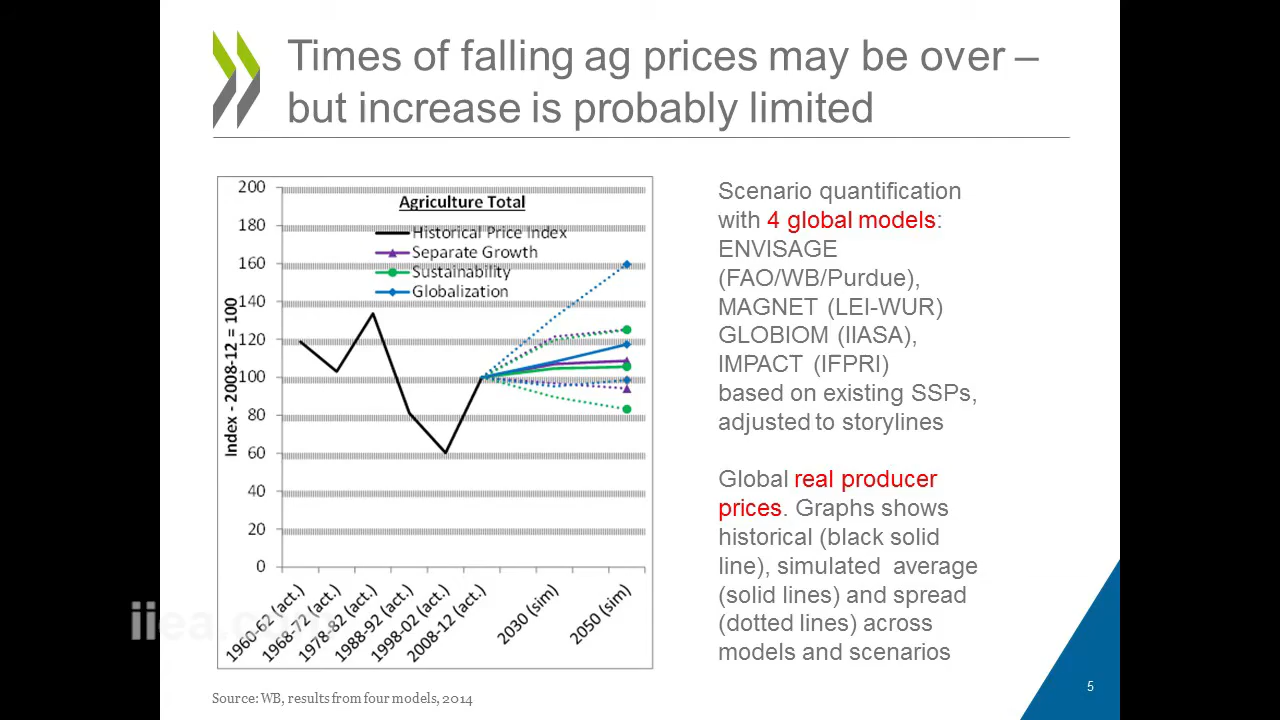 Times of falling ag prices may be over –
but increase is probably limited
200
180
160
140
120
100
80
60
40
20
0
Index - 2008-12 = 100
Agriculture Total
Historical Price Index
Separate Growth
Sustainability
Globalization
1960-62 (act.)
1968-72 (act.)
1978-82 (act.)
1988-92 (act.)
1998-02 (act.)
2008-12 (act.)
2030 (sim)
2050 (sim)
Scenario quantification
with 4 global models:
ENVISAGE
(FAO/WB/Purdue),
MAGNET (LEI-WUR)
GLOBIOM (IIASA),
IMPACT (IFPRI)
based on existing SSPs,
adjusted to storylines
Global real producer
prices. Graphs shows
historical (black solid
line), simulated average
(solid lines) and spread
(dotted lines) across
models and scenarios
Source: WB, results from four models, 2014
5